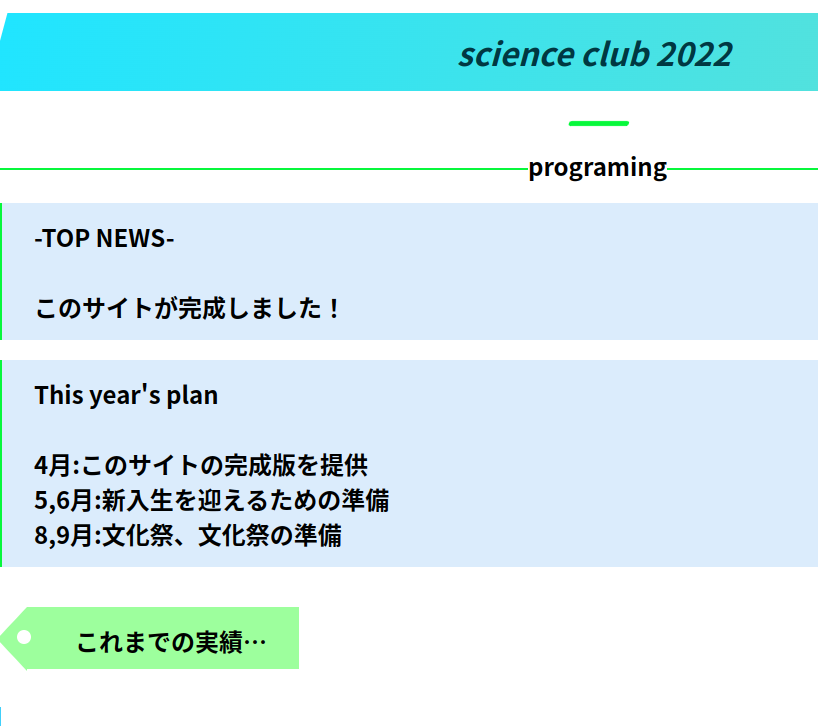 science club 2022
programing
-TOP NEWS-
このサイトが完成しました！
This year's plan
4月:このサイトの完成版を提供
5,6月:新入生を迎えるための準備
8,9月:文化祭、文化祭の準備
これまでの実績…